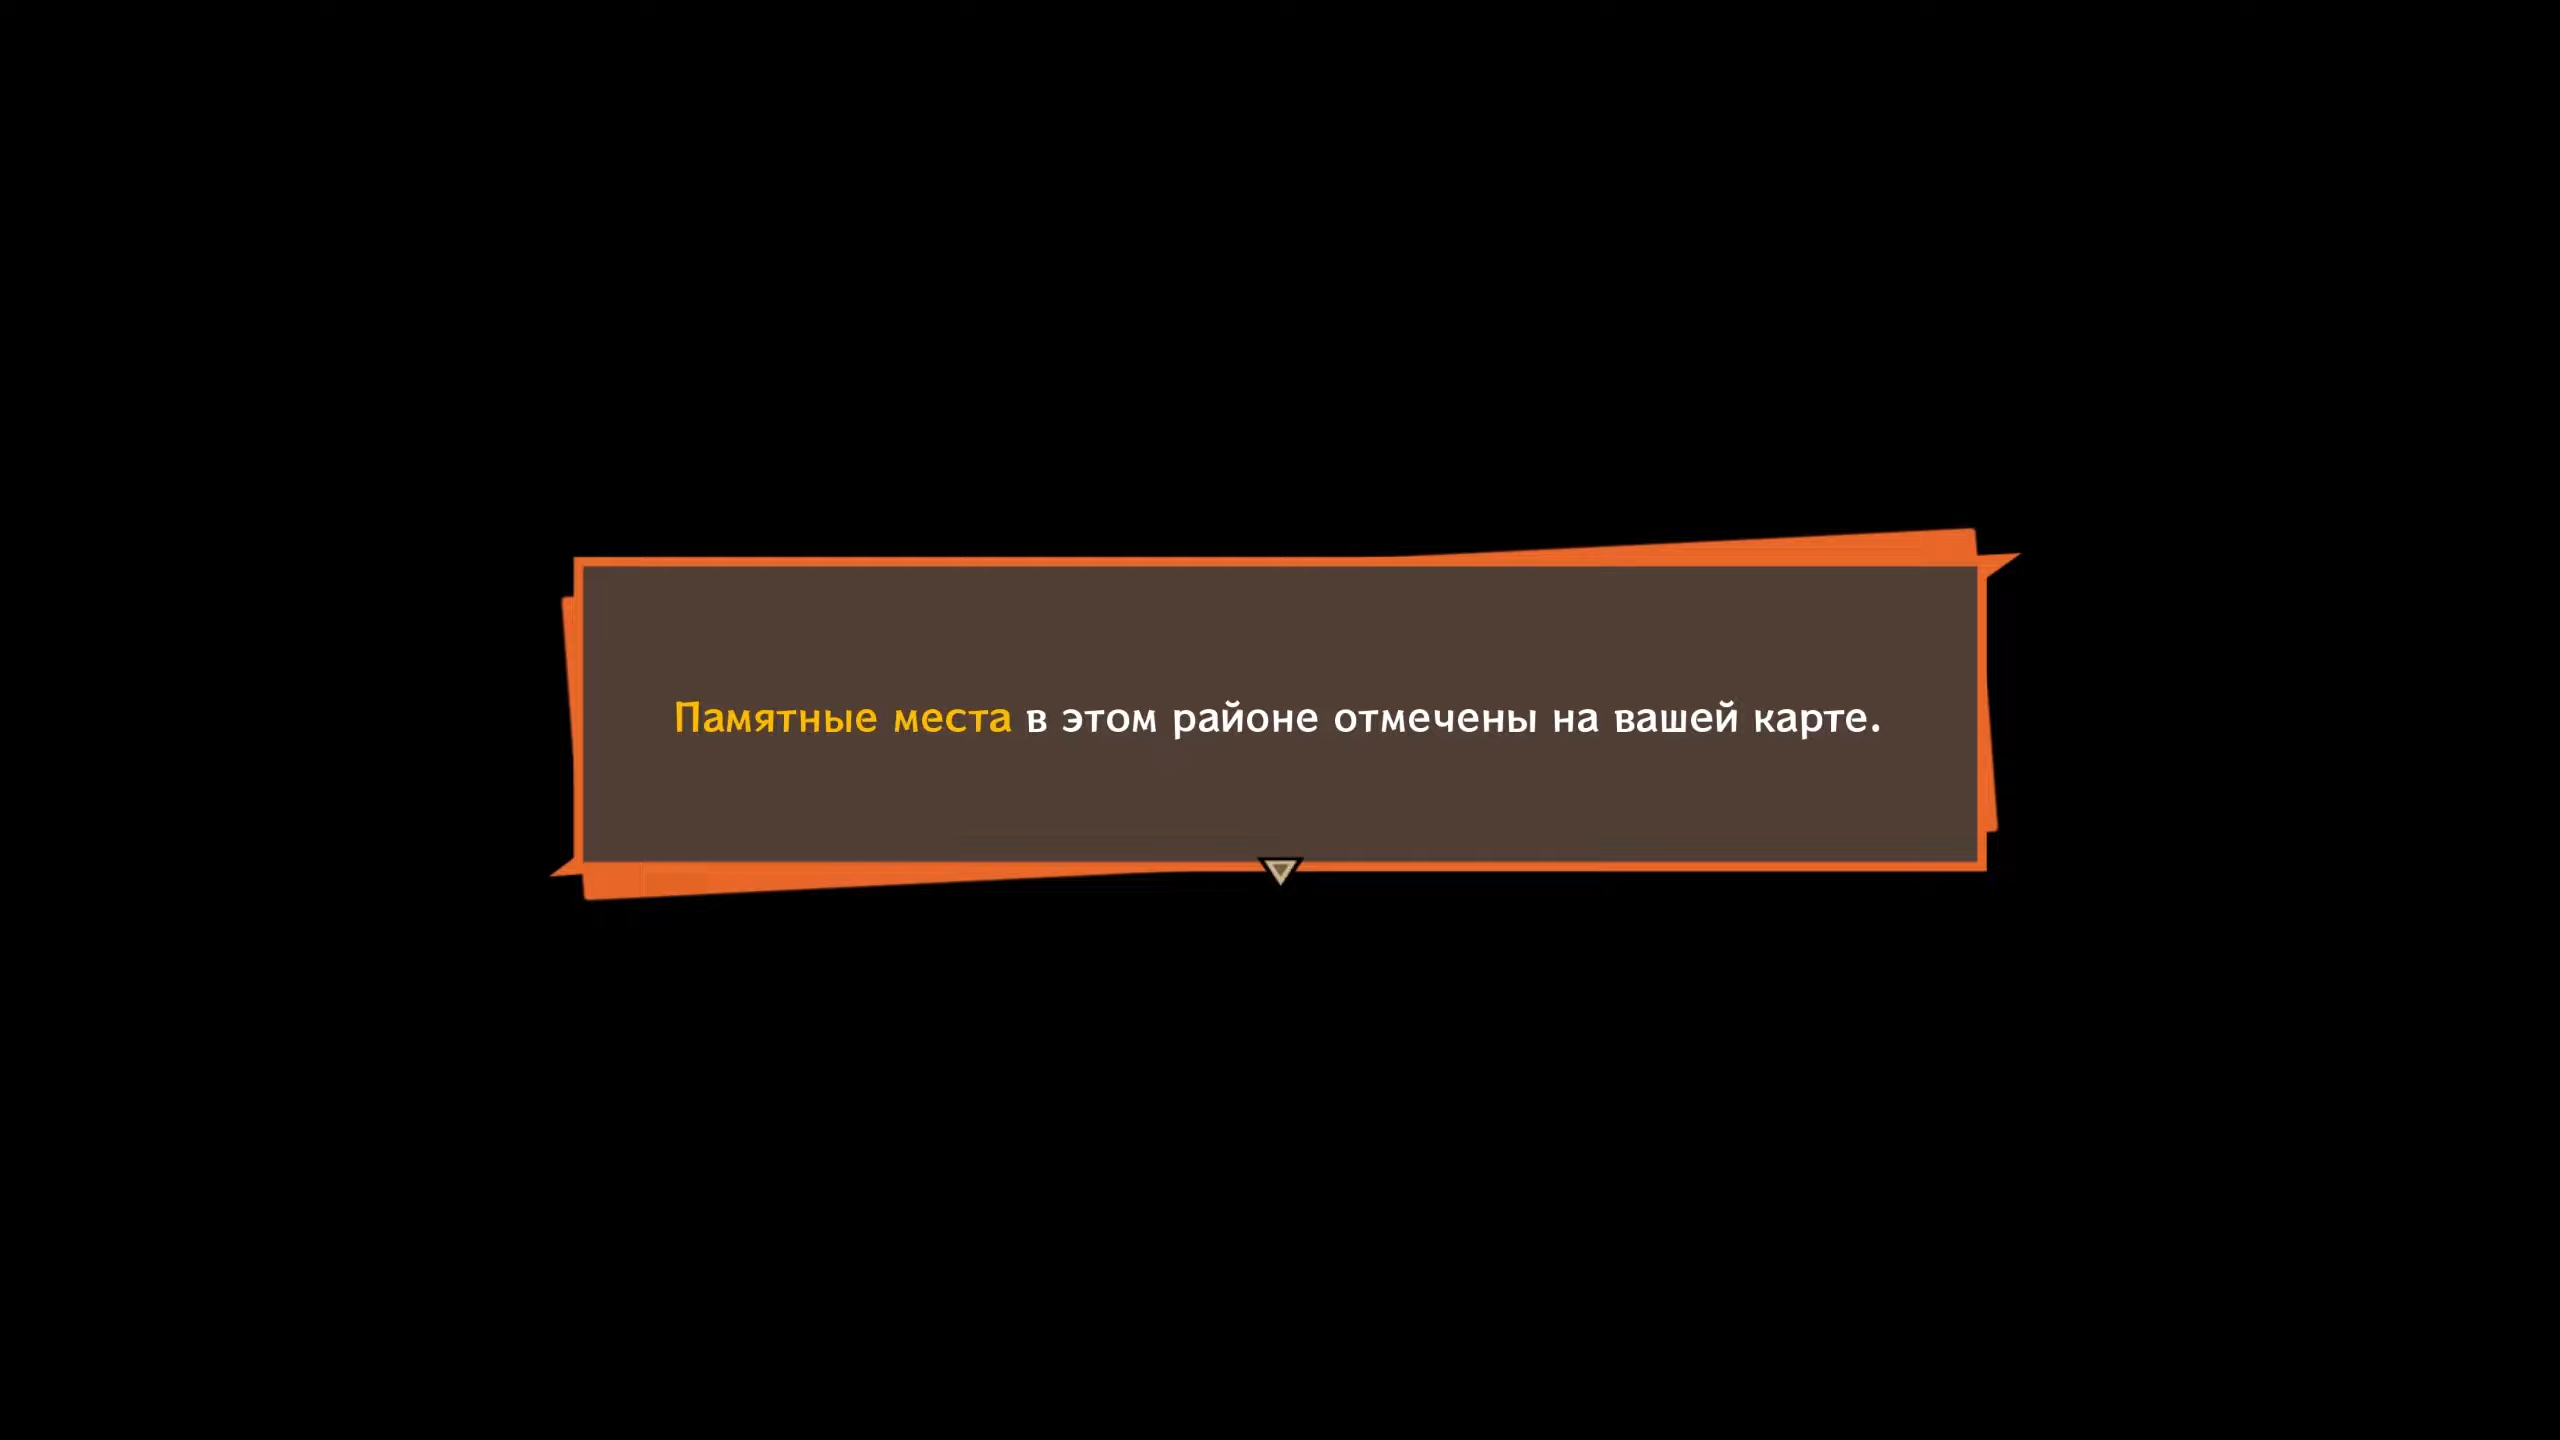 Памятные места в этом районе отмечены на вашей карте.